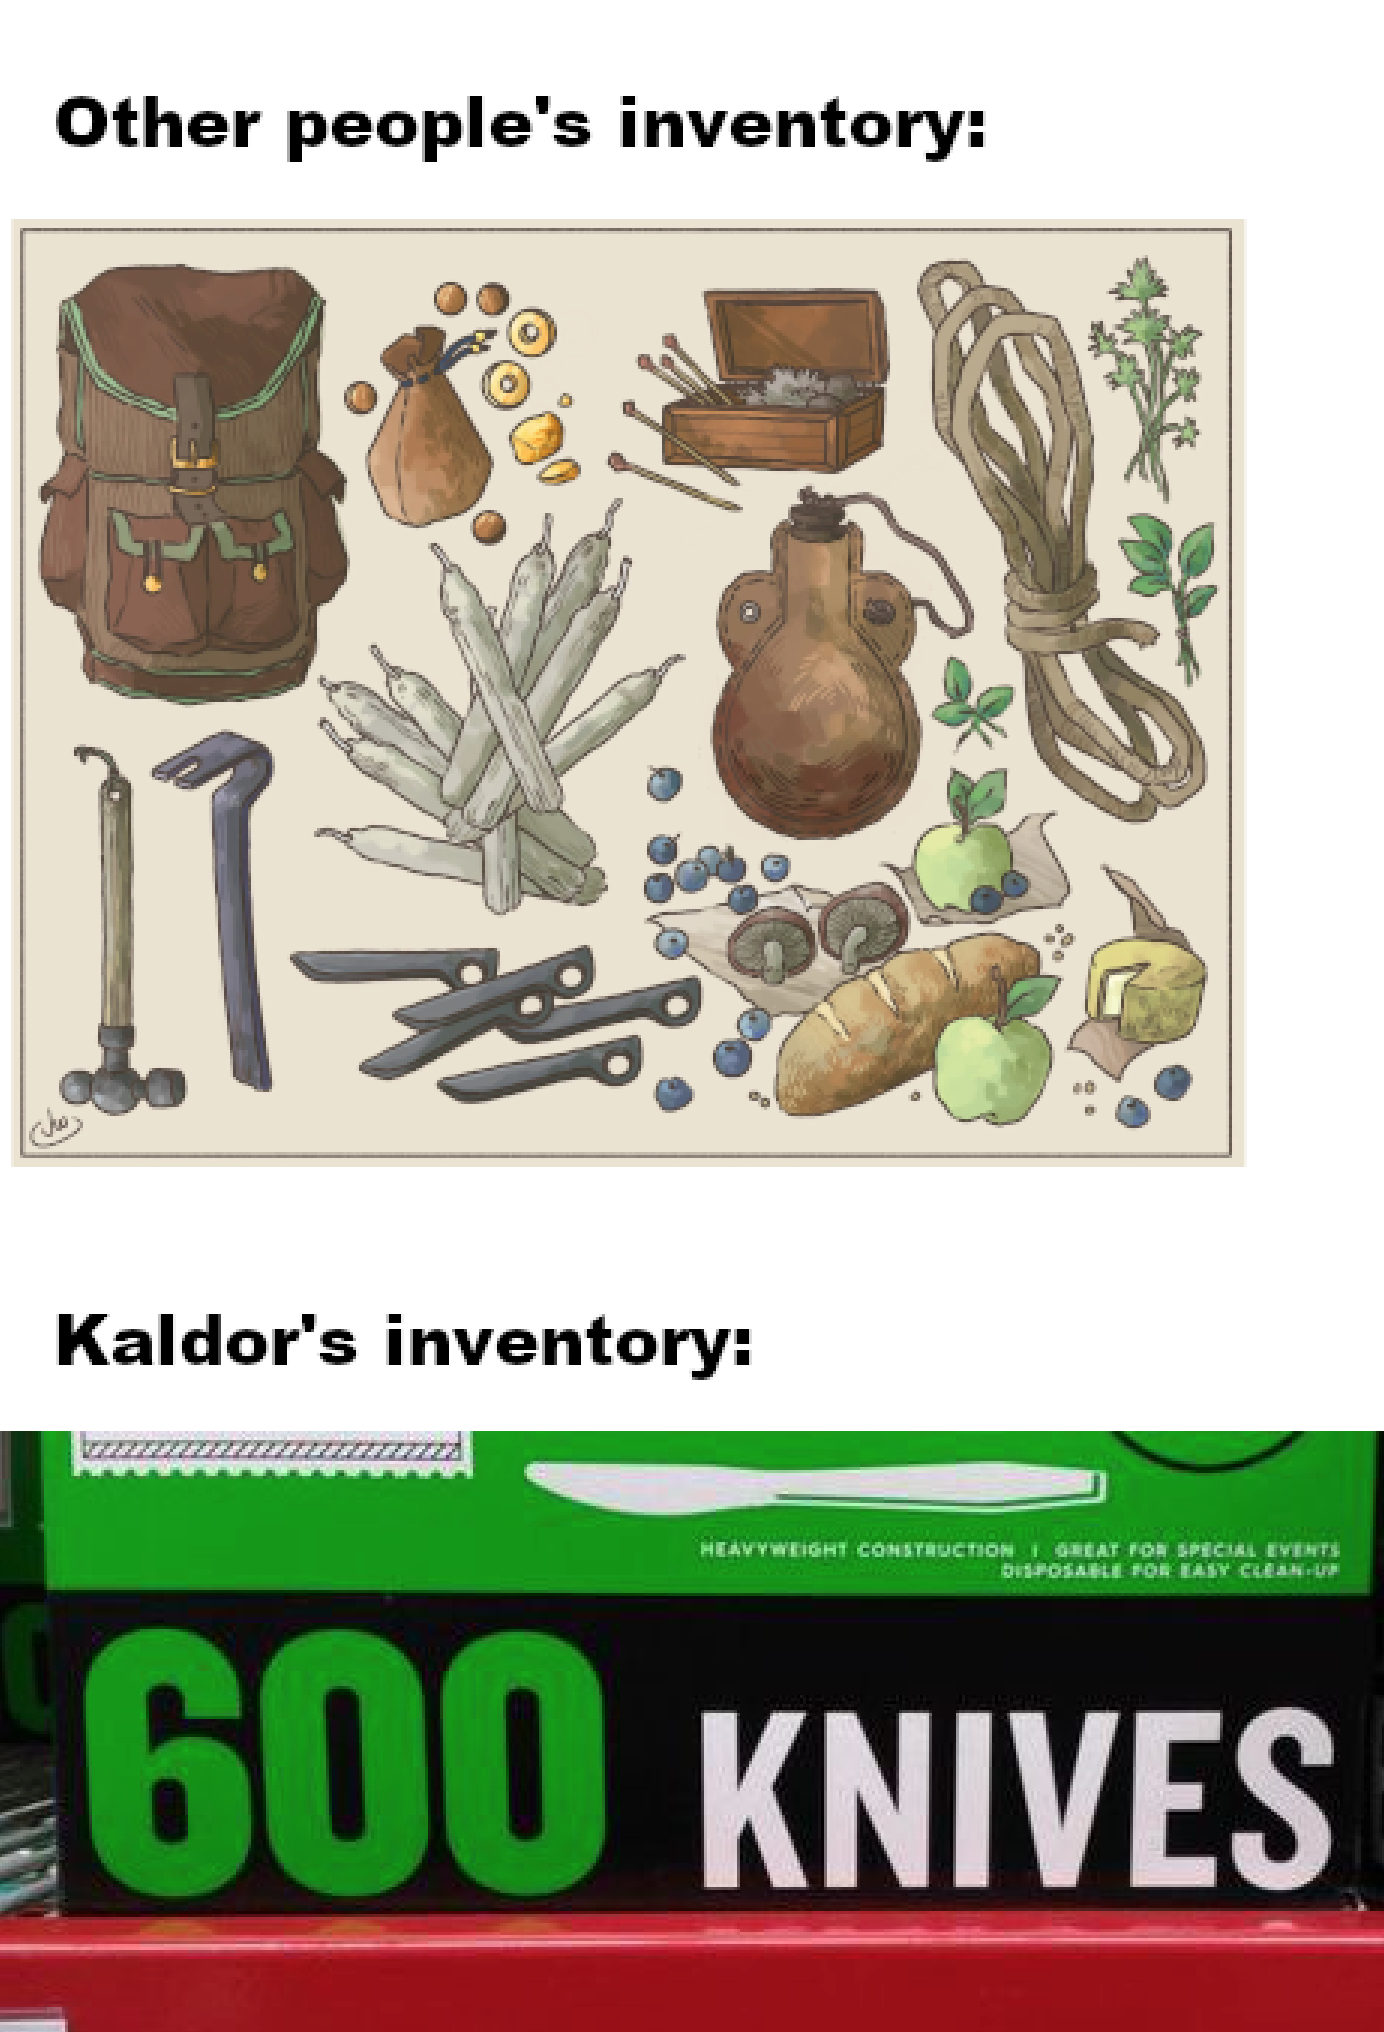 Other people's inventory:
Kaldor's inventory:
HEAVYWEIGHT CONSTRUCTION | GREAT FOR SPECIAL EVENTS
DISPOSABLE FOR EASY CLEAN-UP
600 KNIVES